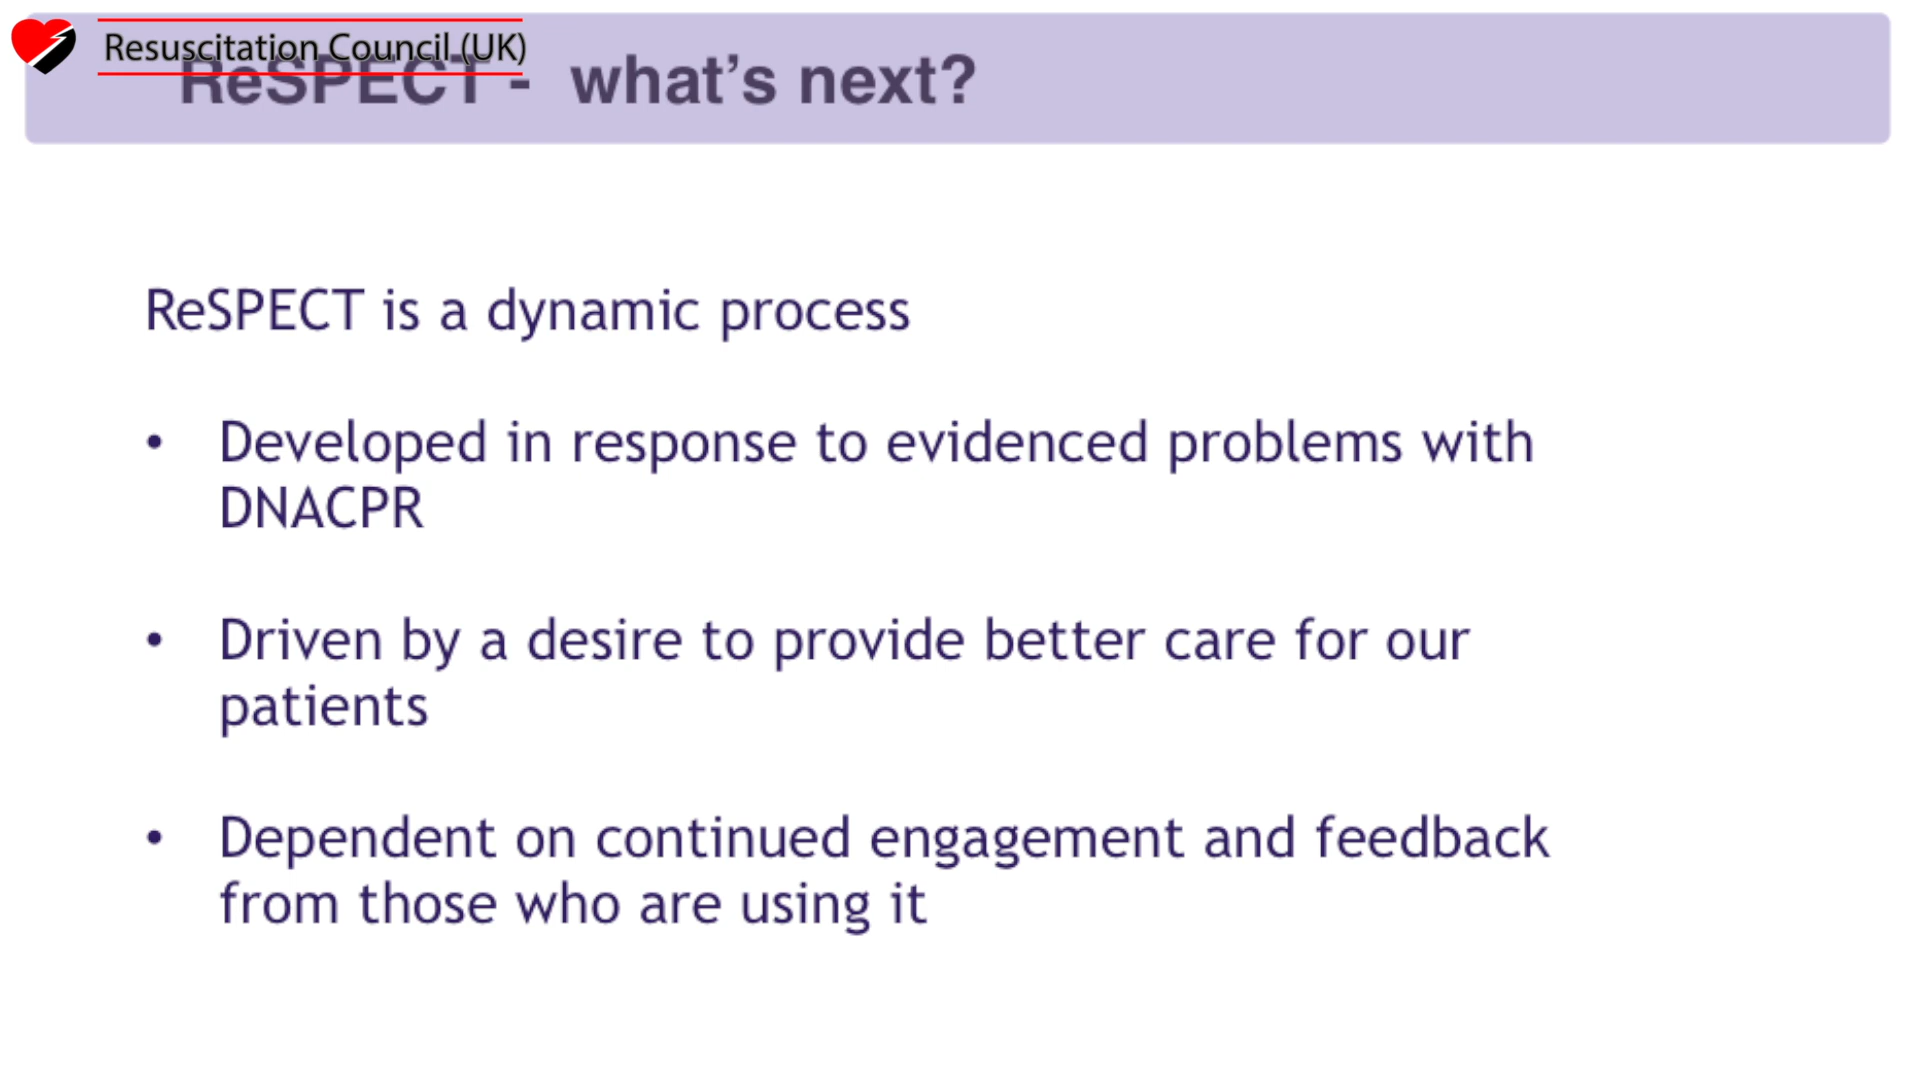 Resuscitation Council (UK)
ReSPECT -  what's next?
ReSPECT is a dynamic process
• Developed in response to evidenced problems with
DNACPR
• Driven by a desire to provide better care for our
patients
• Dependent on continued engagement and feedback
from those who are using it